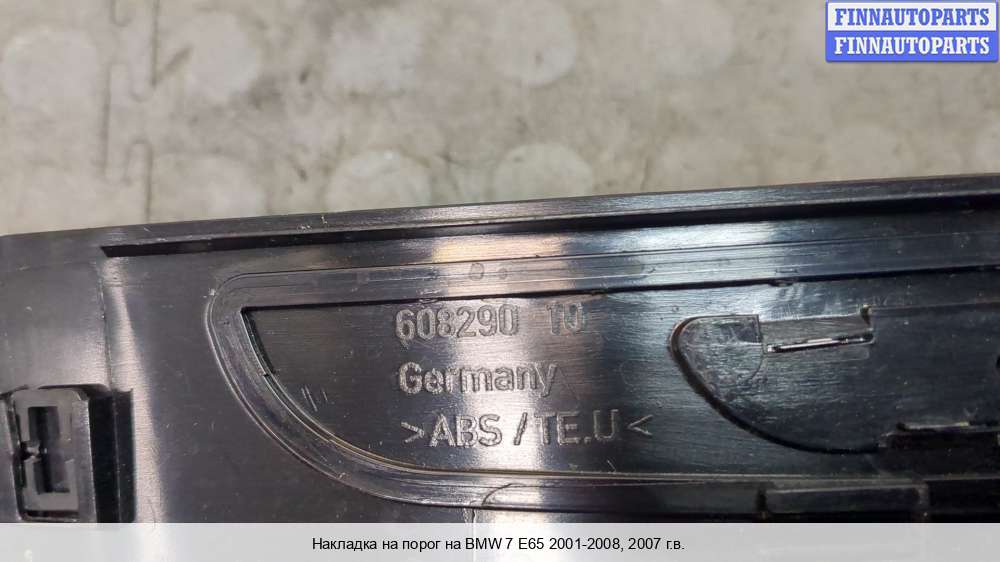 FINNAUTOPARTS
FINNAUTOPARTS
608290 10
Germany
>ABS/TE.U<
Накладка на порог на BMW 7 E65 2001-2008, 2007 г.в.